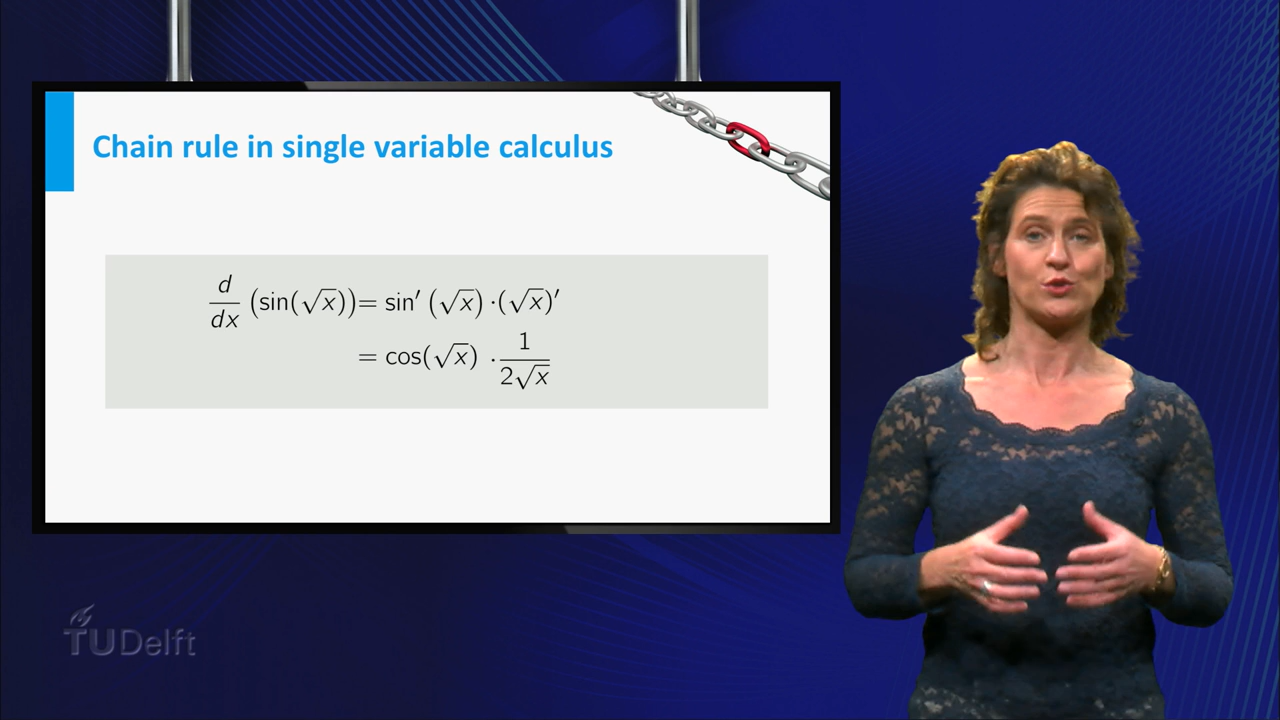 Chain rule in single variable calculus
d/dx (sin(√x)) = sin′ (√x) · (√x)′
= cos(√x) · 1/(2√x)
TUDelft